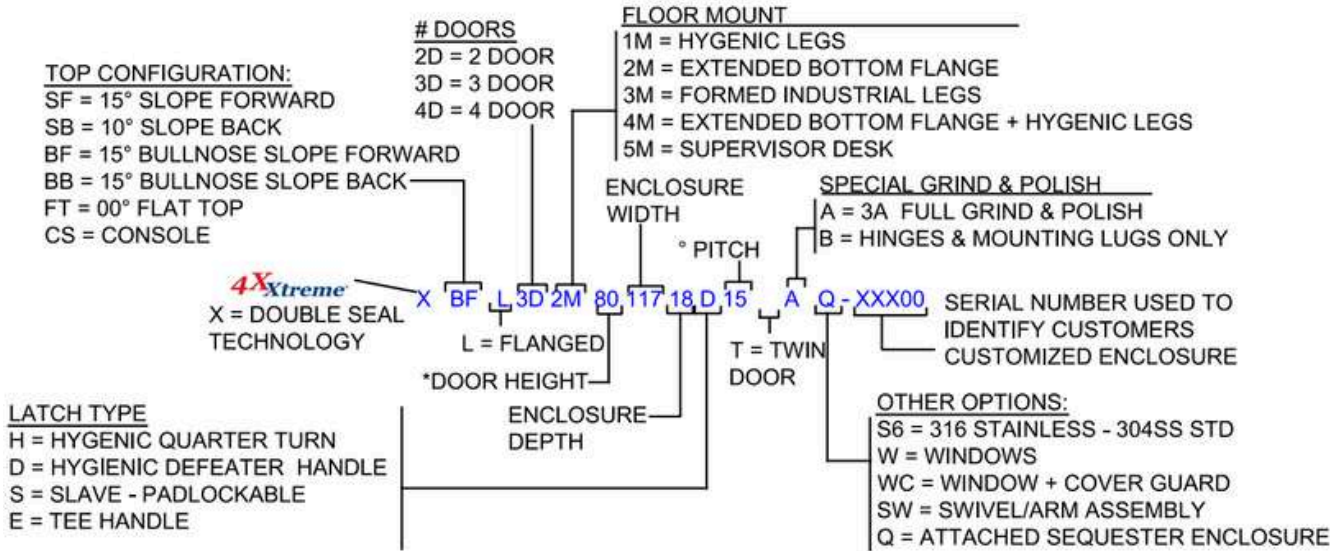 # DOORS
2D = 2 DOOR
3D = 3 DOOR
4D = 4 DOOR
FLOOR MOUNT
1M = HYGENIC LEGS
2M = EXTENDED BOTTOM FLANGE
3M = FORMED INDUSTRIAL LEGS
4M = EXTENDED BOTTOM FLANGE + HYGENIC LEGS
5M = SUPERVISOR DESK
TOP CONFIGURATION:
SF = 15° SLOPE FORWARD
SB = 10° SLOPE BACK
BF = 15° BULLNOSE SLOPE FORWARD
BB = 15° BULLNOSE SLOPE BACK
FT = 00° FLAT TOP
CS = CONSOLE
ENCLOSURE
WIDTH
° PITCH
SPECIAL GRIND & POLISH
A = 3A FULL GRIND & POLISH
B = HINGES & MOUNTING LUGS ONLY
4XXtreme
X = DOUBLE SEAL
TECHNOLOGY
X BF L 3D 2M 80 117 18 D 15 A Q - XXX00
L = FLANGED
*DOOR HEIGHT
ENCLOSURE
DEPTH
T = TWIN
DOOR
SERIAL NUMBER USED TO
IDENTIFY CUSTOMERS
CUSTOMIZED ENCLOSURE
LATCH TYPE
H = HYGENIC QUARTER TURN
D = HYGIENIC DEFEATER HANDLE
S = SLAVE - PADLOCKABLE
E = TEE HANDLE
OTHER OPTIONS:
S6 = 316 STAINLESS - 304SS STD
W = WINDOWS
WC = WINDOW + COVER GUARD
SW = SWIVEL/ARM ASSEMBLY
Q = ATTACHED SEQUESTER ENCLOSURE